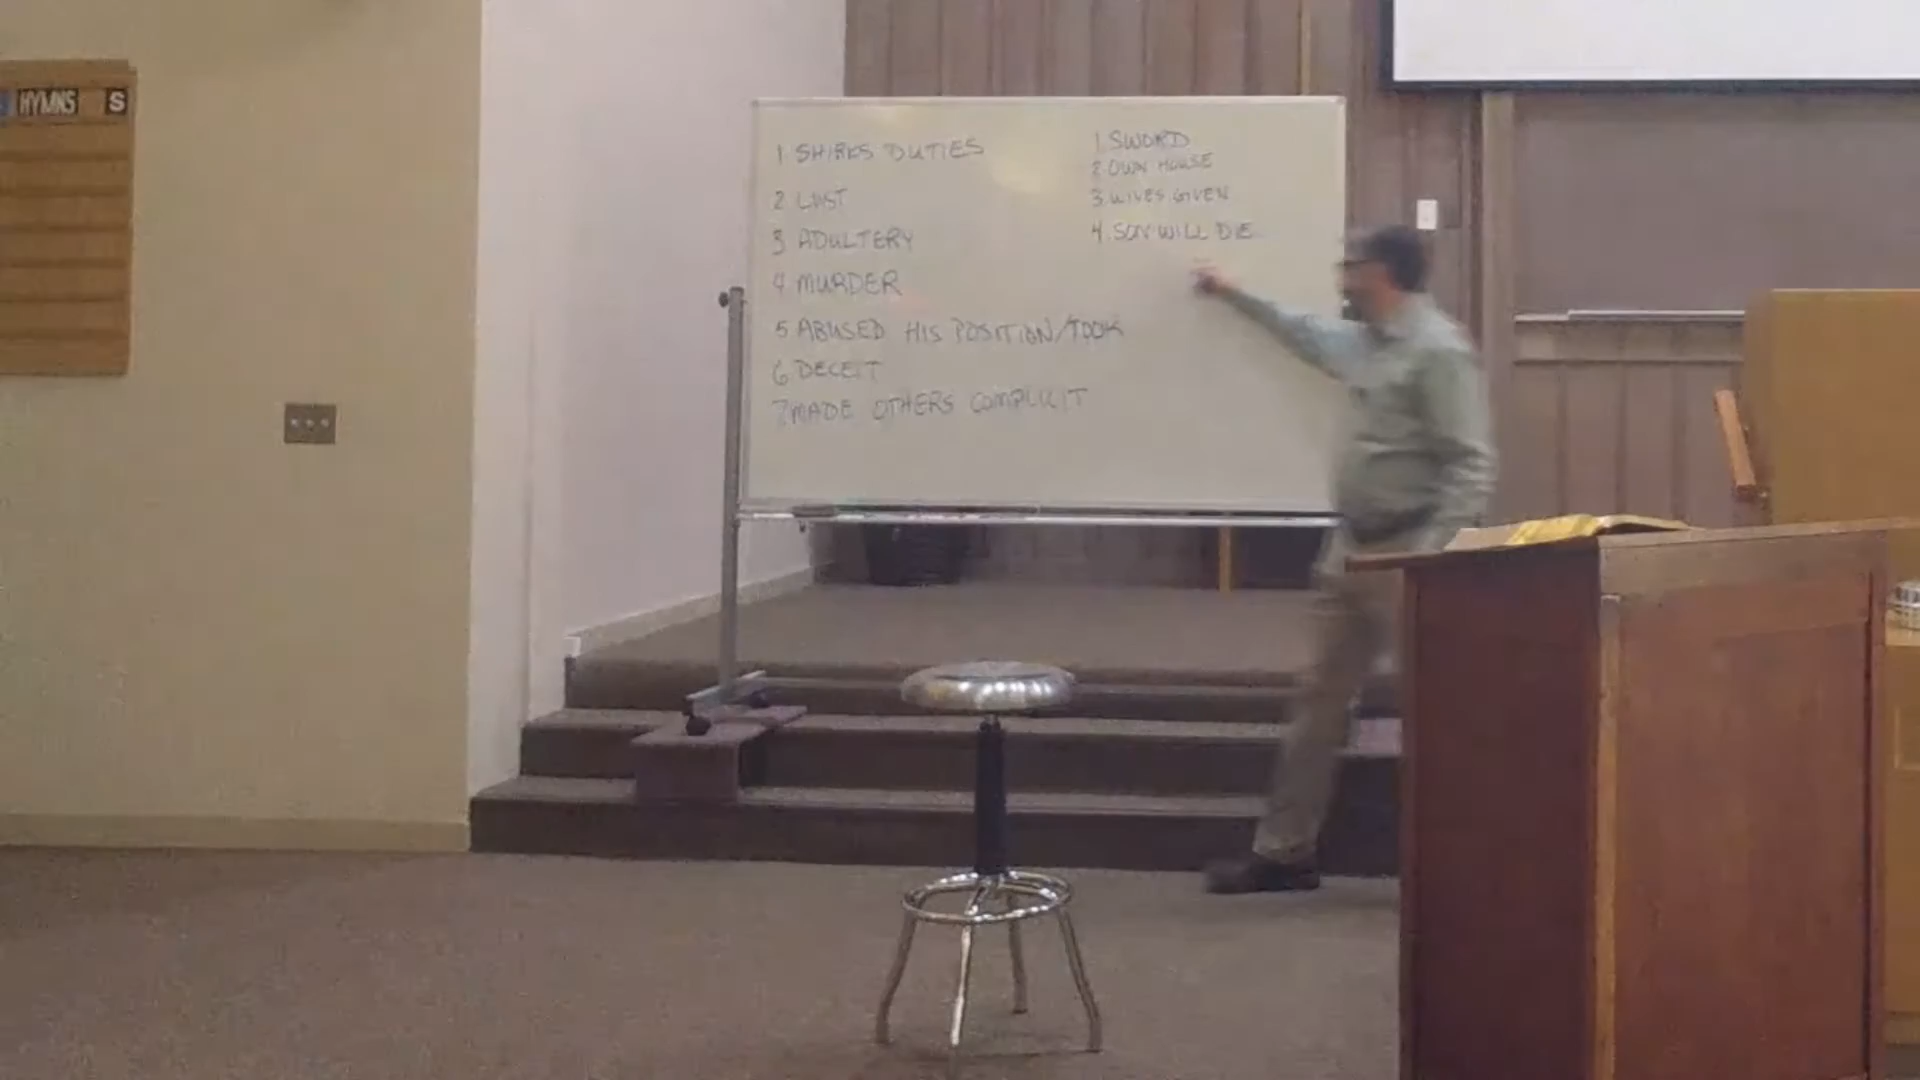 HYMNS S
1 SHIRKS DUTIES
2 LUST
3 ADULTERY
4 MURDER
5 ABUSED HIS POSITION/TOOK
6 DECEIT
7 MADE OTHERS COMPLICIT
1 SWORD
2 OWN HOUSE
3 WIVES GIVEN
4. SON WILL DIE